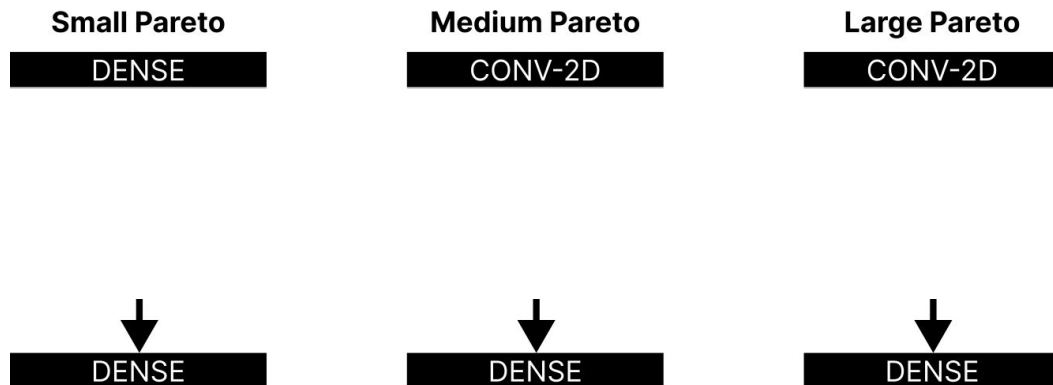 Small Pareto
Medium Pareto
Large Pareto
DENSE
CONV-2D
CONV-2D
DENSE
DENSE
DENSE